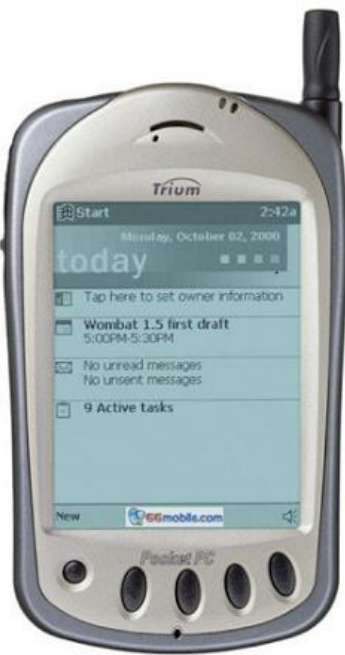 Trium
Start 2:42a
Monday, October 02, 2000
today
Tap here to set owner information
Wombat 1.5 first draft
5:00PM-5:30PM
No unread messages
No unsent messages
9 Active tasks
New 66mobile.com
Pocket PC